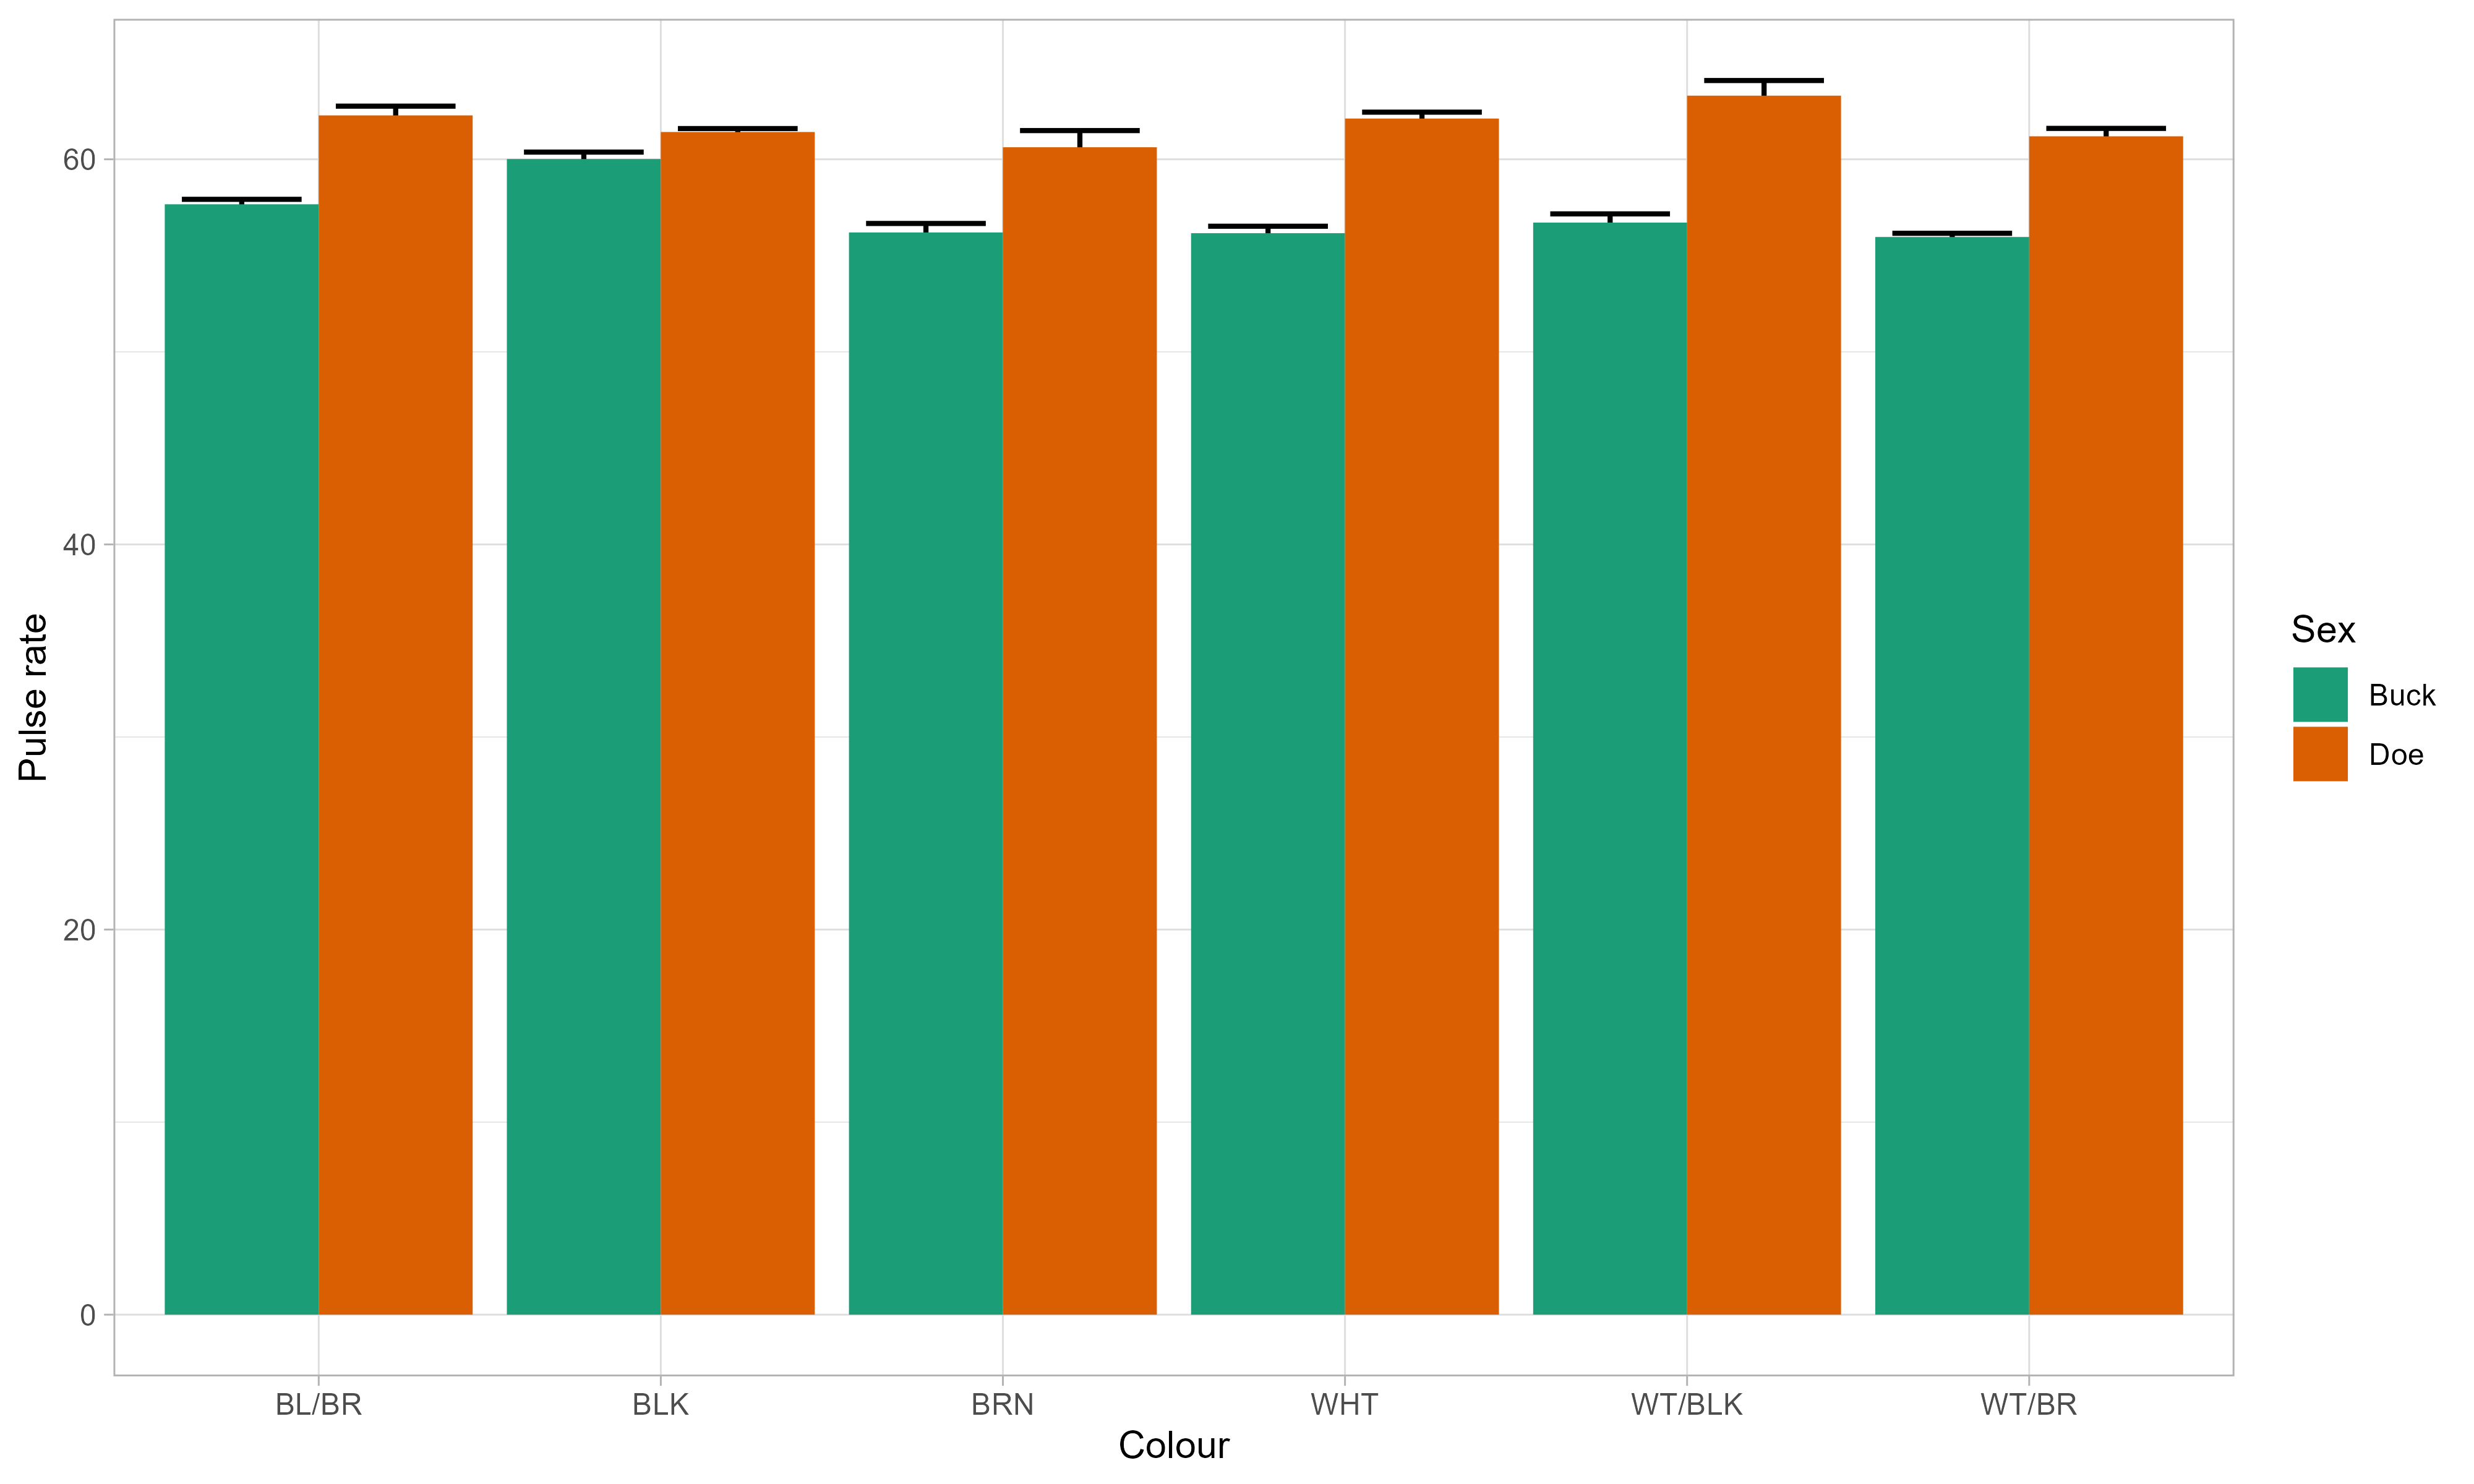 60
40
20
0
Pulse rate
BL/BR
BLK
BRN
WHT
WT/BLK
WT/BR
Colour
Sex
Buck
Doe